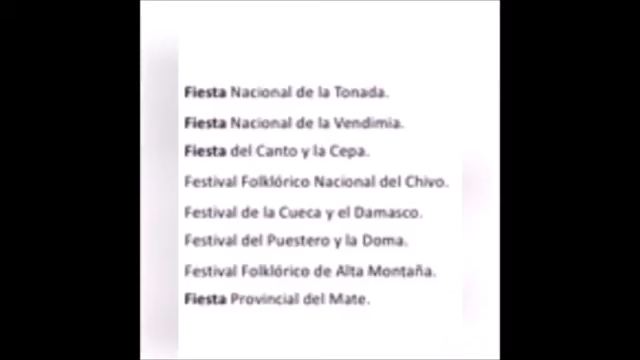 Fiesta Nacional de la Tonada.
Fiesta Nacional de la Vendimia.
Fiesta del Canto y la Cepa.
Festival Folklórico Nacional del Chivo.
Festival de la Cueca y el Damasco.
Festival del Puestero y la Doma.
Festival Folklórico de Alta Montaña.
Fiesta Provincial del Mate.